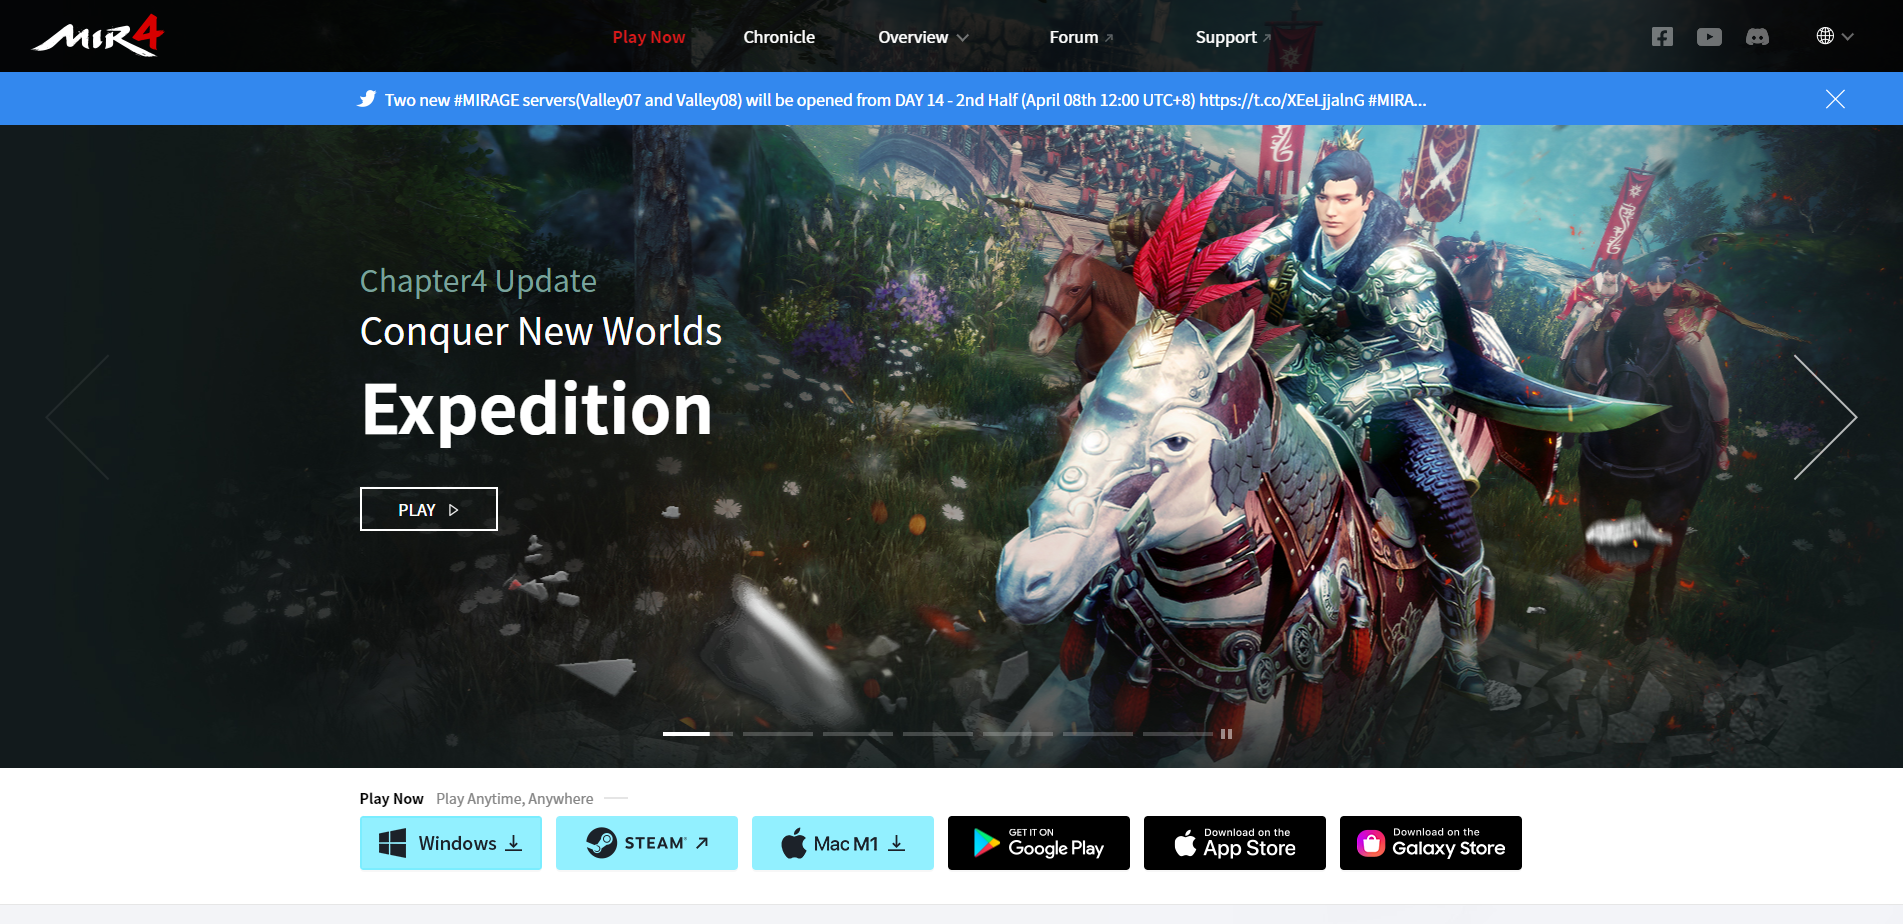 MIR4
Play Now
Chronicle
Overview
Forum
Support
Two new #MIRAGE servers(Valley07 and Valley08) will be opened from DAY 14 - 2nd Half (April 08th 12:00 UTC+8) https://t.co/XEeLjjalnG #MIRA...
Chapter4 Update
Conquer New Worlds
Expedition
PLAY
Play Now Play Anytime, Anywhere
Windows
STEAM
Mac M1
GET IT ON
Google Play
Download on the
App Store
Download on the
Galaxy Store